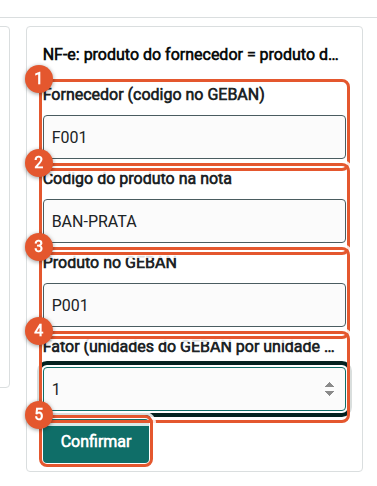 NF-e: produto do fornecedor = produto d...
1
Fornecedor (codigo no GEBAN)
F001
2
Codigo do produto na nota
BAN-PRATA
3
Produto no GEBAN
P001
4
Fator (unidades do GEBAN por unidade ...
1
5
Confirmar